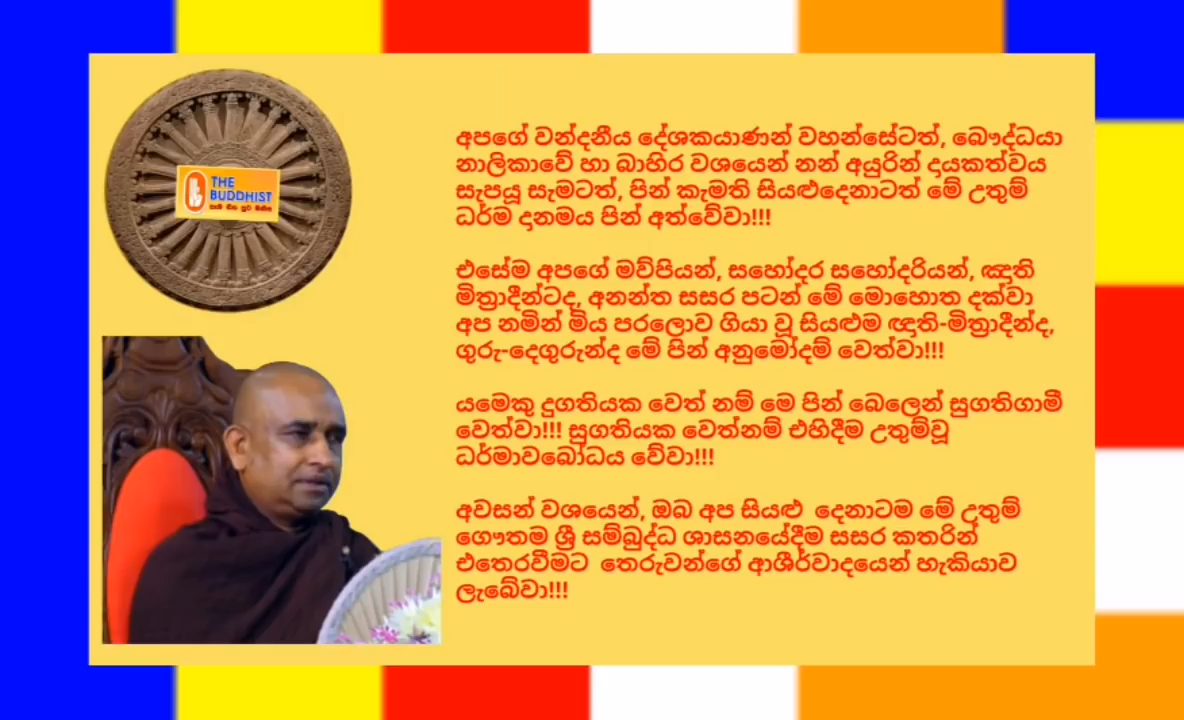 THE
BUDDHIST
අපගේ වන්දනීය දේශකයාණන් වහන්සේටත්, බෞද්ධයා
නාලිකාවේ හා බාහිර වශයෙන් නන් අයුරින් දායකත්වය
සැපයූ සැමටත්, පින් කැමති සියළුදෙනාටත් මේ උතුම්
ධර්ම දානමය පින් අත්වේවා!!!
එසේම අපගේ මව්පියන්, සහෝදර සහෝදරියන්, ඤති
මිත්‍රාදීන්ටද, අනන්ත සසර පටන් මේ මොහොත දක්වා
අප නමින් මිය පරලොව ගියා වූ සියළුම ඥාති-මිත්‍රාදීන්ද,
ගුරු-දෙගුරුන්ද මේ පින් අනුමෝදම් වෙත්වා!!!
යමෙකු දුගතියක වෙත් නම් මෙ පින් බෙලෙන් සුගතිගාමී
වෙත්වා!!! සුගතියක වෙත්නම් එහිදීම උතුම්වූ
ධර්මාවබෝධය වේවා!!!
අවසන් වශයෙන්, ඔබ අප සියළු දෙනාටම මේ උතුම්
ගෞතම ශ්‍රී සම්බුද්ධ ශාසනයේදීම සසර කතරින්
එතෙරවීමට තෙරුවන්ගේ ආශීර්වාදයෙන් හැකියාව
ලැබේවා!!!